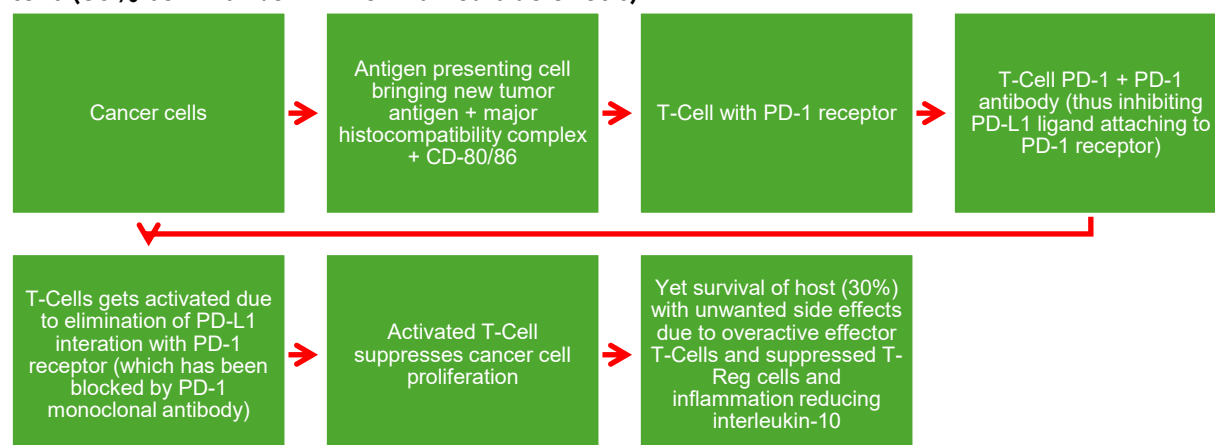 Cancer cells
Antigen presenting cell
bringing new tumor
antigen + major
histocompatibility complex
+ CD-80/86
T-Cell with PD-1 receptor
T-Cell PD-1 + PD-1
antibody (thus inhibiting
PD-L1 ligand attaching to
PD-1 receptor)
T-Cells gets activated due
to elimination of PD-L1
interation with PD-1
receptor (which has been
blocked by PD-1
monoclonal antibody)
Activated T-Cell
suppresses cancer cell
proliferation
Yet survival of host (30%)
with unwanted side effects
due to overactive effector
T-Cells and suppressed T-
Reg cells and
inflammation reducing
interleukin-10